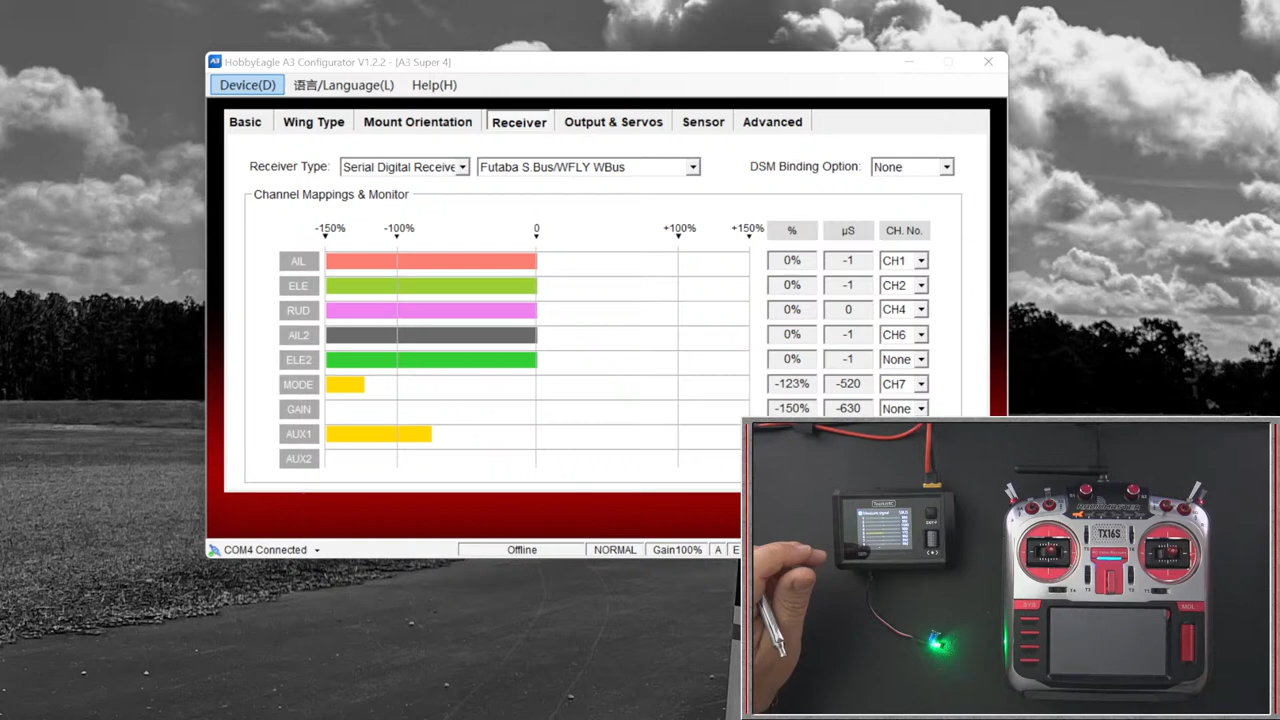 HobbyEagle A3 Configurator V1.2.2 - [A3 Super 4]
Device(D) 语言/Language(L) Help(H)
Basic Wing Type Mount Orientation Receiver Output & Servos Sensor Advanced
Receiver Type: Serial Digital Receive Futaba S.Bus/WFLY WBus DSM Binding Option: None
Channel Mappings & Monitor
-150% -100% 0 +100% +150% % µS CH. No.
AIL 0% -1 CH1
ELE 0% -1 CH2
RUD 0% 0 CH4
AIL2 0% -1 CH6
ELE2 0% -1 None
MODE -123% -520 CH7
GAIN -150% -630 None
AUX1
AUX2
COM4 Connected Offline NORMAL Gain100% A E
RADIOMASTER
TX16S
SYS
MDL